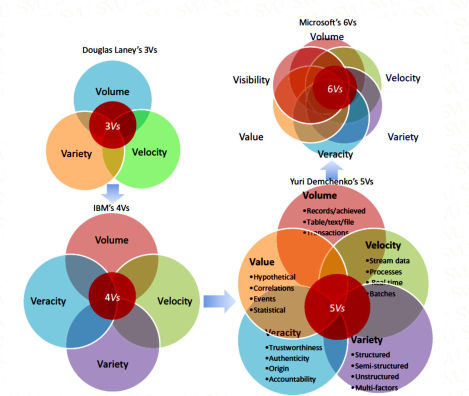 Douglas Laney's 3Vs
Volume
3Vs
Variety
Velocity
IBM's 4Vs
Volume
Veracity
4Vs
Velocity
Variety
Microsoft's 6Vs
Volume
Visibility
Velocity
6Vs
Value
Variety
Veracity
Yuri Demchenko's 5Vs
Volume
•Records/achieved
•Table/text/file
•Transactions
Velocity
•Stream data
•Processes
•Real time
•Batches
Value
•Hypothetical
•Correlations
•Events
•Statistical
5Vs
Veracity
•Trustworthiness
•Authenticity
•Origin
•Accountability
Variety
•Structured
•Semi-structured
•Unstructured
•Multi-factors